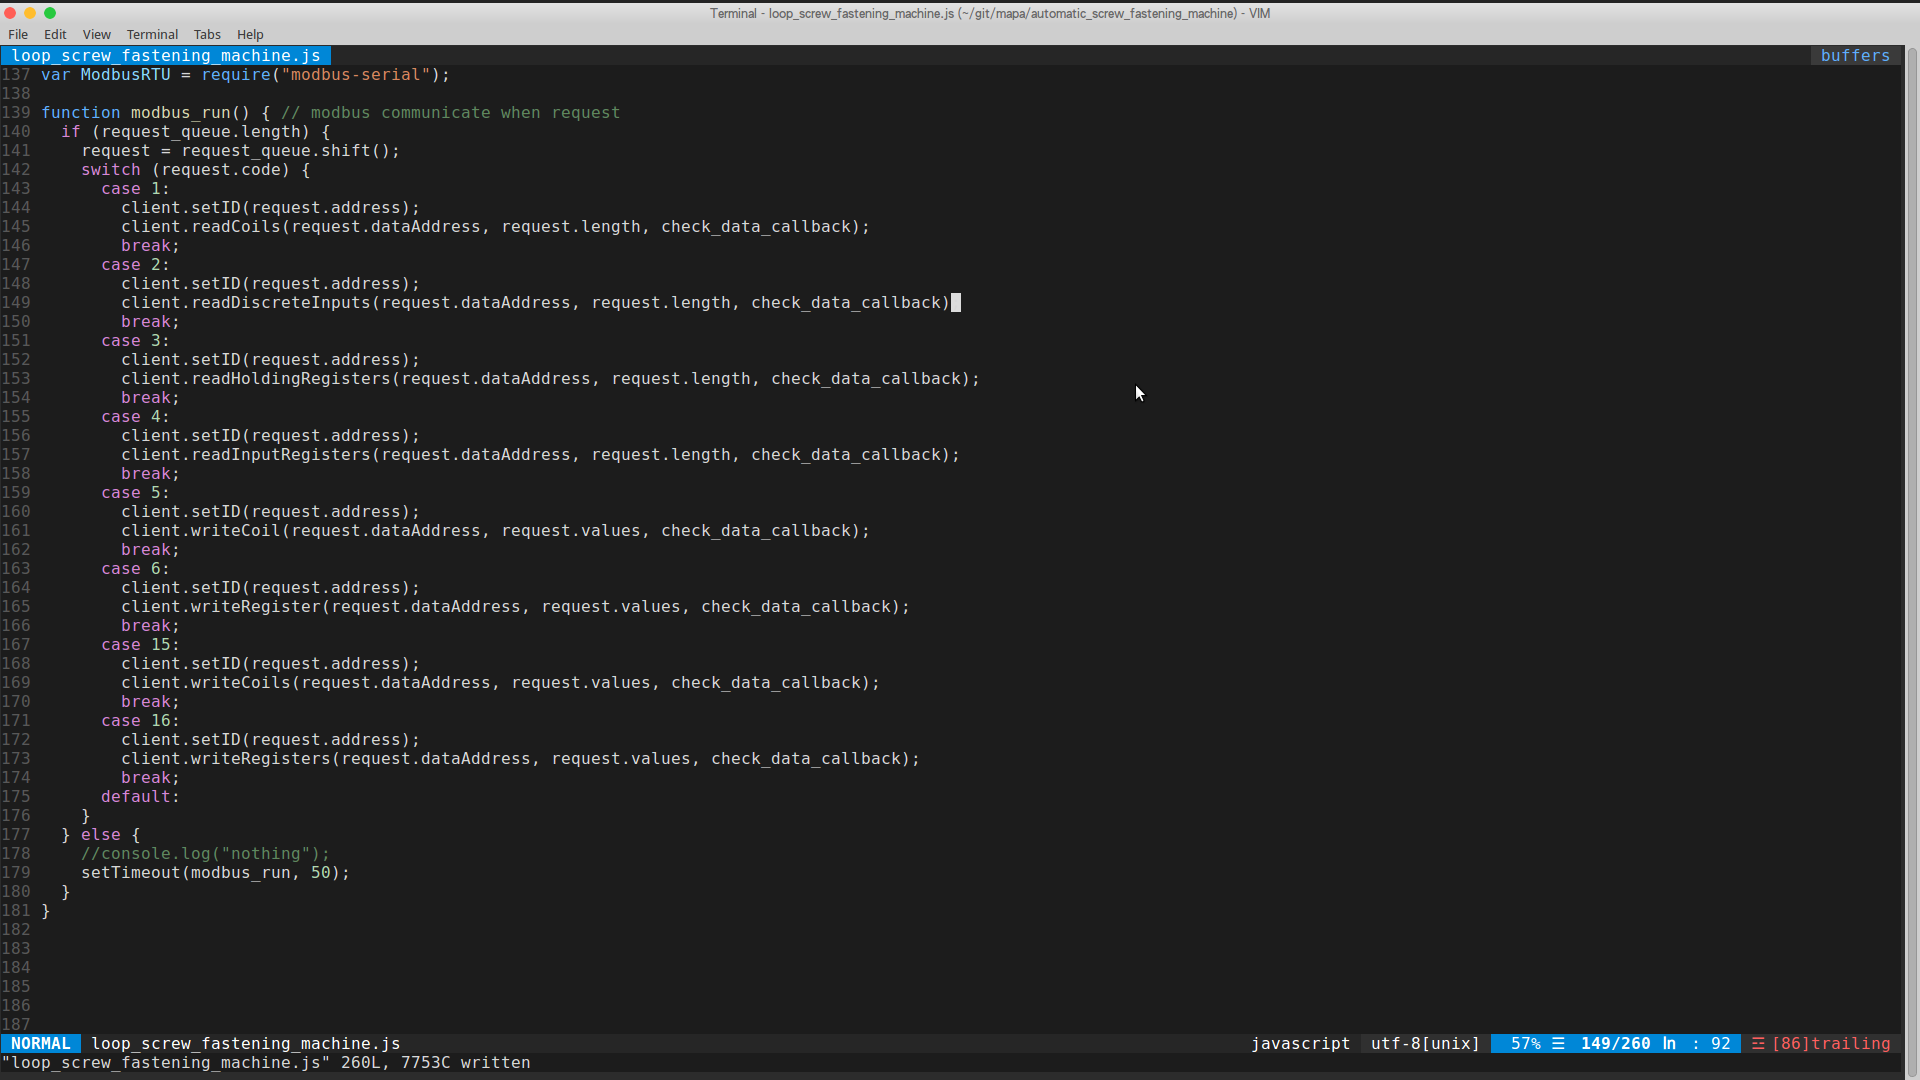 Terminal - loop_screw_fastening_machine.js (~/git/mapa/automatic_screw_fastening_machine) - VIM
File Edit View Terminal Tabs Help
loop_screw_fastening_machine.js buffers
137 var ModbusRTU = require("modbus-serial");
138
139 function modbus_run() { // modbus communicate when request
140   if (request_queue.length) {
141     request = request_queue.shift();
142     switch (request.code) {
143       case 1:
144         client.setID(request.address);
145         client.readCoils(request.dataAddress, request.length, check_data_callback);
146         break;
147       case 2:
148         client.setID(request.address);
149         client.readDiscreteInputs(request.dataAddress, request.length, check_data_callback)
150         break;
151       case 3:
152         client.setID(request.address);
153         client.readHoldingRegisters(request.dataAddress, request.length, check_data_callback);
154         break;
155       case 4:
156         client.setID(request.address);
157         client.readInputRegisters(request.dataAddress, request.length, check_data_callback);
158         break;
159       case 5:
160         client.setID(request.address);
161         client.writeCoil(request.dataAddress, request.values, check_data_callback);
162         break;
163       case 6:
164         client.setID(request.address);
165         client.writeRegister(request.dataAddress, request.values, check_data_callback);
166         break;
167       case 15:
168         client.setID(request.address);
169         client.writeCoils(request.dataAddress, request.values, check_data_callback);
170         break;
171       case 16:
172         client.setID(request.address);
173         client.writeRegisters(request.dataAddress, request.values, check_data_callback);
174         break;
175       default:
176     }
177   } else {
178     //console.log("nothing");
179     setTimeout(modbus_run, 50);
180   }
181 }
182
183
184
185
186
187
NORMAL loop_screw_fastening_machine.js javascript utf-8[unix] 57% ☰ 149/260 ln : 92 ☲ [86]trailing
"loop_screw_fastening_machine.js" 260L, 7753C written